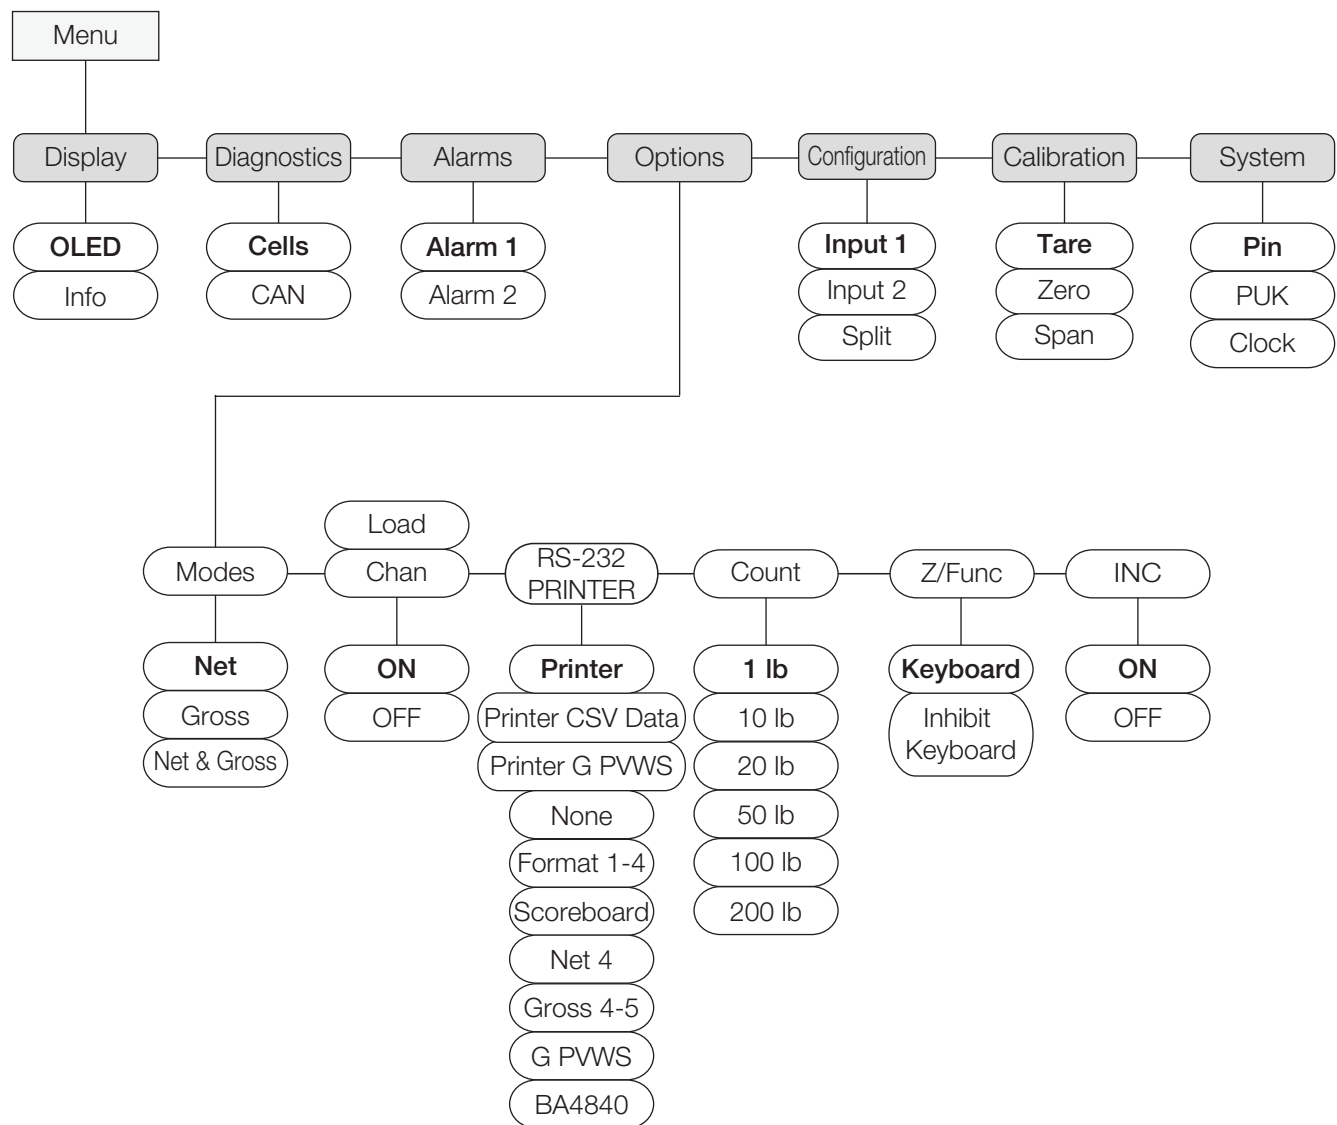 Menu
Display
Diagnostics
Alarms
Options
Configuration
Calibration
System
OLED
Info
Cells
CAN
Alarm 1
Alarm 2
Input 1
Input 2
Split
Tare
Zero
Span
Pin
PUK
Clock
Modes
Load
Chan
RS-232
PRINTER
Count
Z/Func
INC
Net
Gross
Net & Gross
ON
OFF
Printer
Printer CSV Data
Printer G PVWS
None
Format 1-4
Scoreboard
Net 4
Gross 4-5
G PVWS
BA4840
1 lb
10 lb
20 lb
50 lb
100 lb
200 lb
Keyboard
Inhibit
Keyboard
ON
OFF